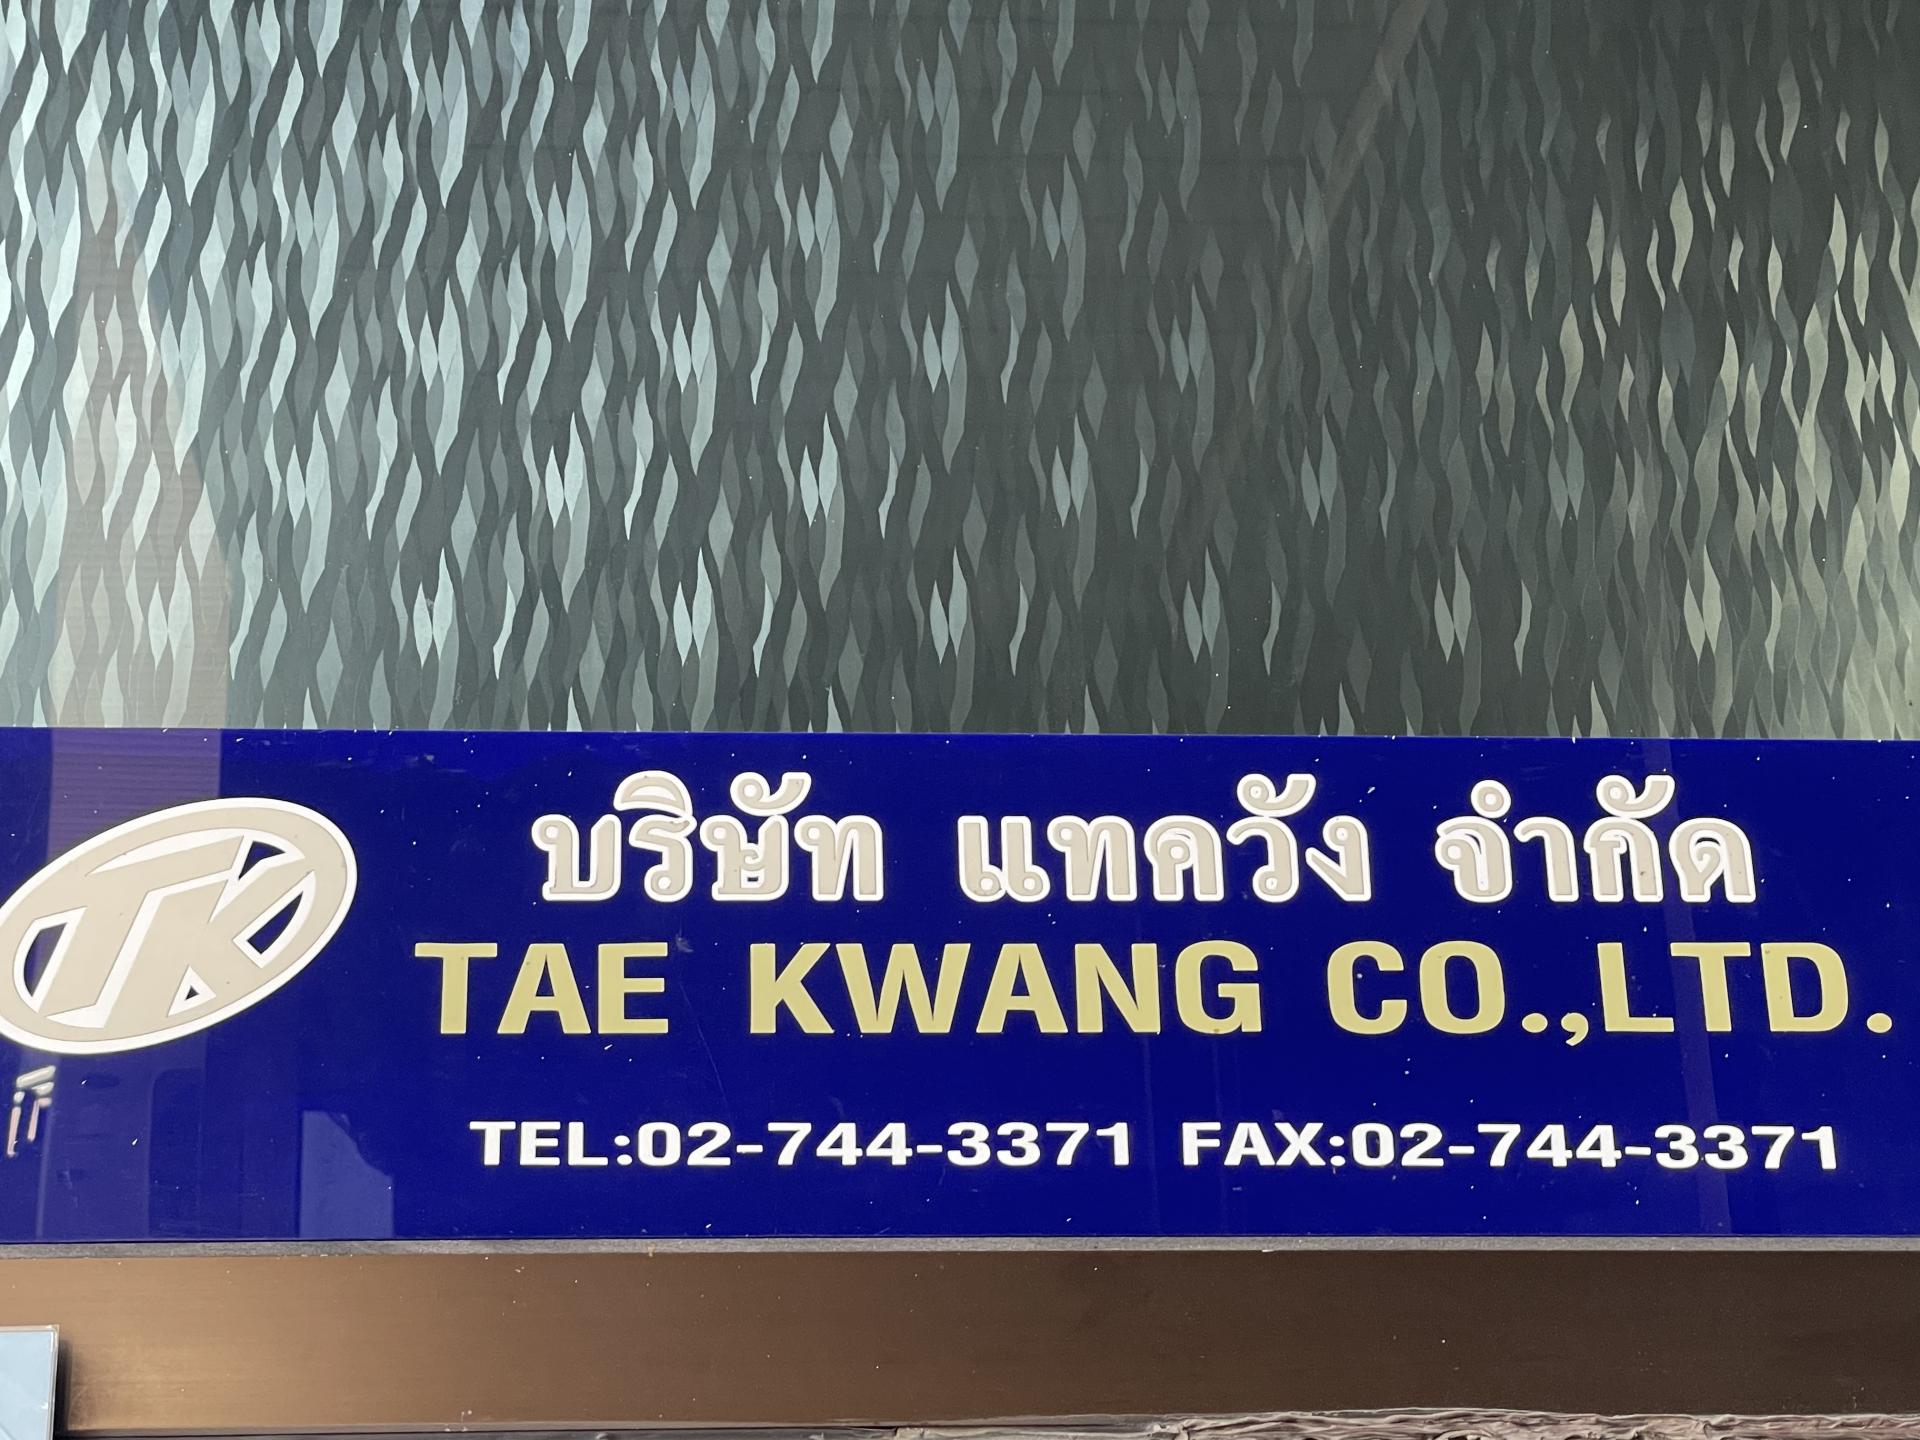 TK
บริษัท แทควัง จำกัด
TAE KWANG CO.,LTD.
TEL:02-744-3371 FAX:02-744-3371